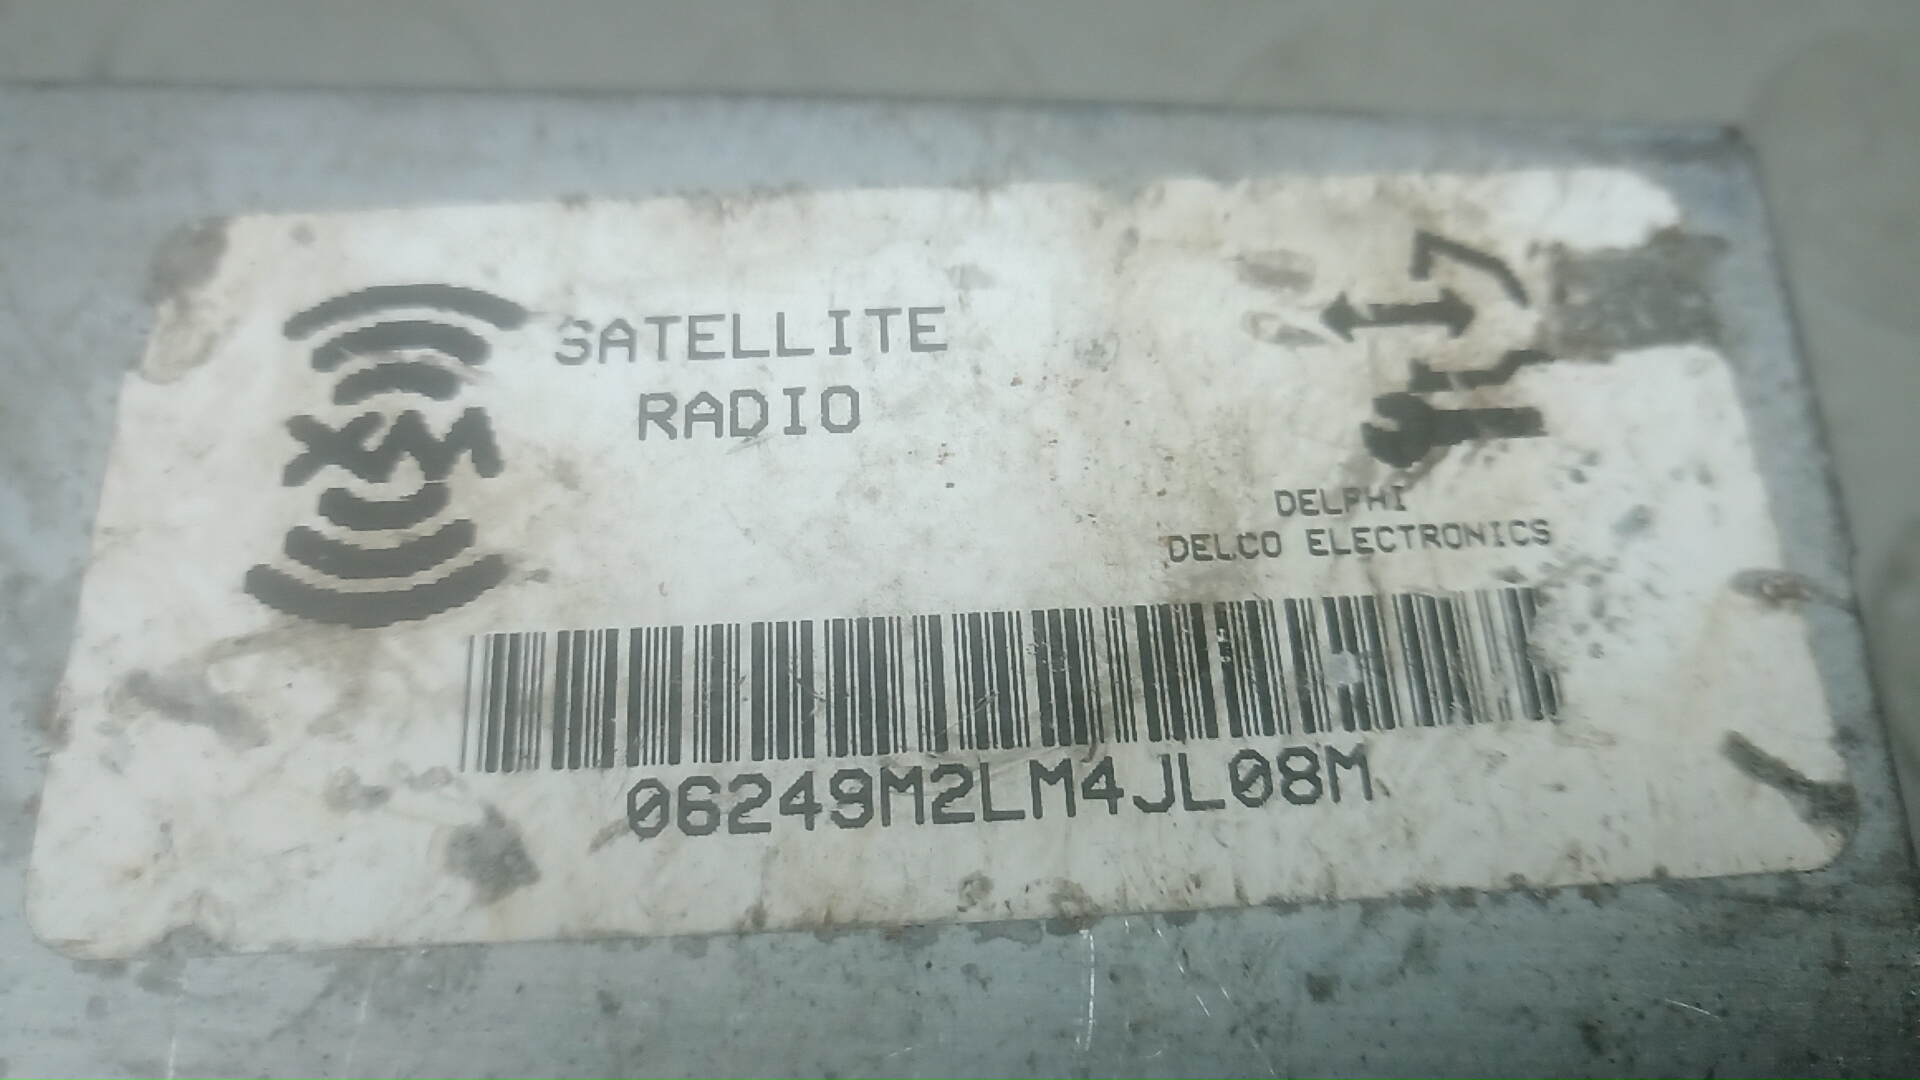 XM
SATELLITE
RADIO
DELPHI
DELCO ELECTRONICS
06249M2LM4JL08M